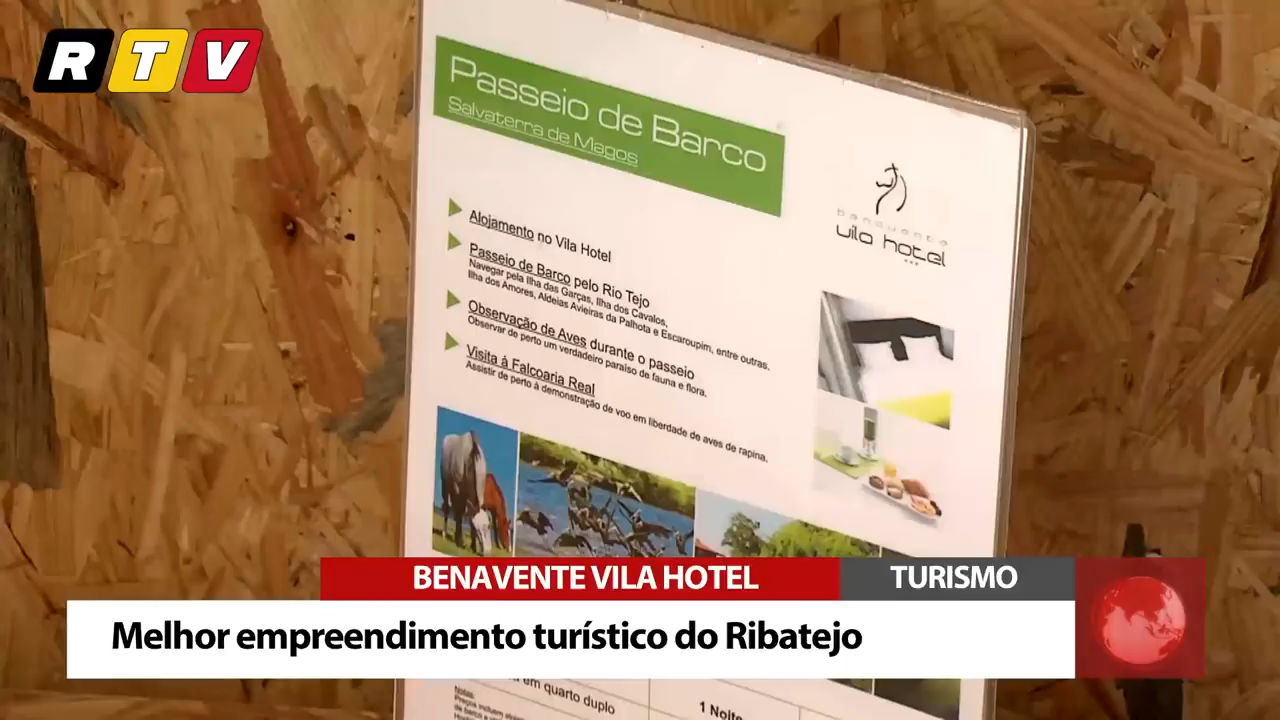 RTV
Passeio de Barco
Salvaterra de Magos
benavente
vila hotel
Alojamento no Vila Hotel
Passeio de Barco pelo Rio Tejo
Navegar pela Ilha das Garças, Ilha dos Cavalos,
Ilha dos Amores, Aldeias Avieiras da Palhota e Escaroupim, entre outras.
Observação de Aves durante o passeio
Observar de perto um verdadeiro paraíso de fauna e flora.
Visita á Falcoaria Real
Assistir de perto à demonstração de voo em liberdade de aves de rapina.
BENAVENTE VILA HOTEL
TURISMO
Melhor empreendimento turístico do Ribatejo
em quarto duplo
1 Noite
Notas: